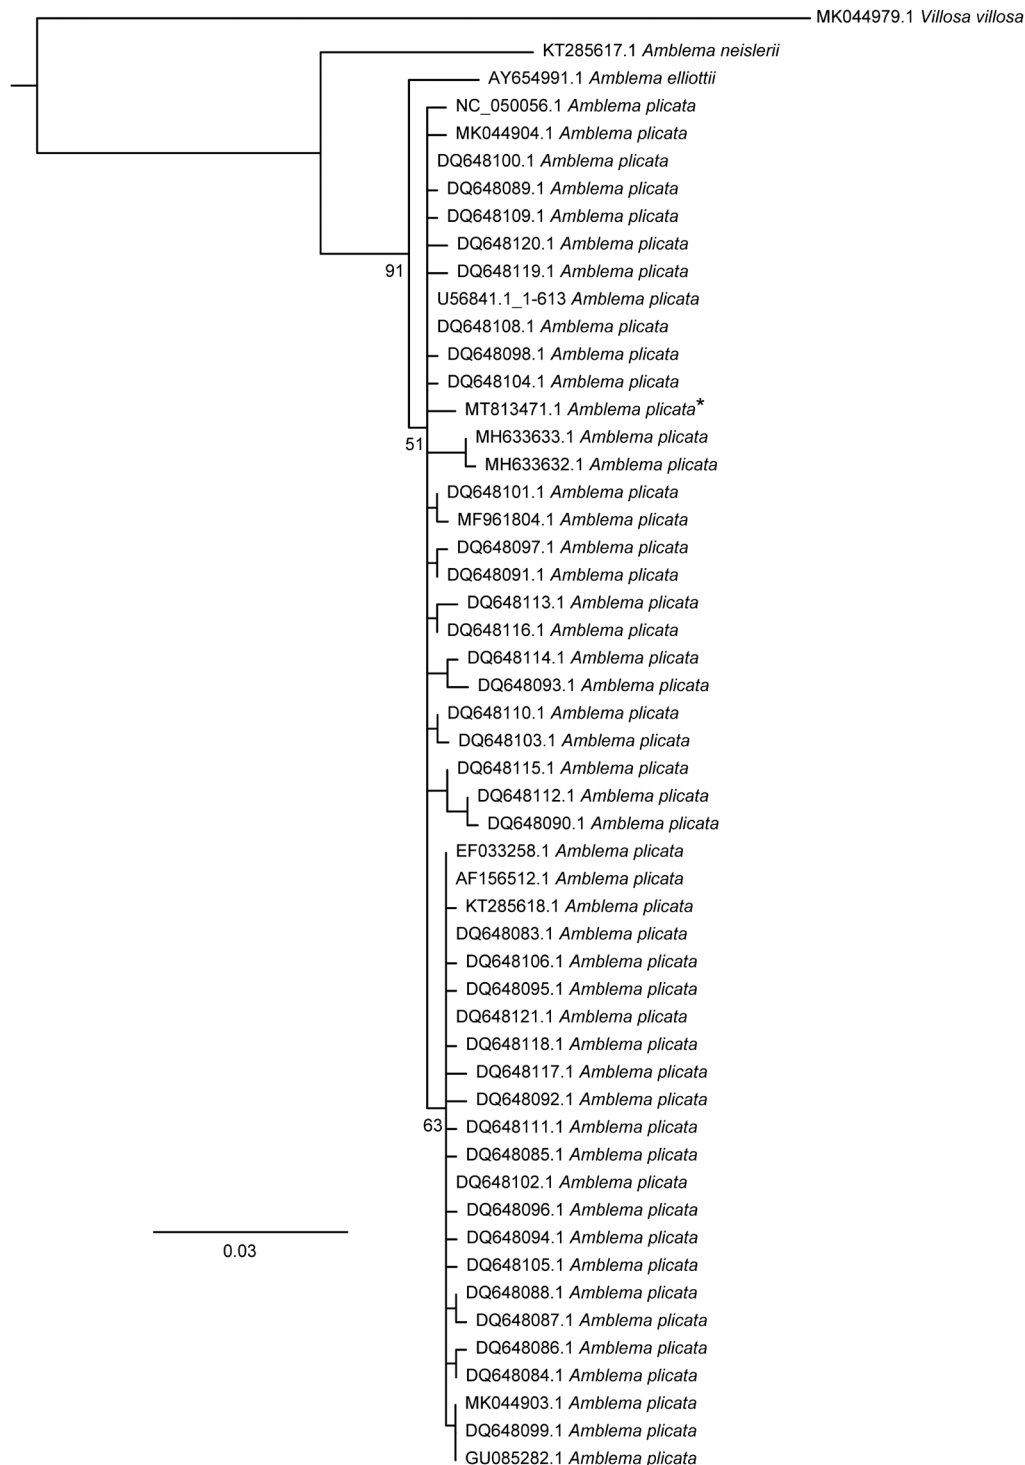 MK044979.1 Villosa villosa
KT285617.1 Amblema neislerii
AY654991.1 Amblema elliottii
NC_050056.1 Amblema plicata
MK044904.1 Amblema plicata
DQ648100.1 Amblema plicata
DQ648089.1 Amblema plicata
DQ648109.1 Amblema plicata
DQ648120.1 Amblema plicata
DQ648119.1 Amblema plicata
91
U56841.1_1-613 Amblema plicata
DQ648108.1 Amblema plicata
DQ648098.1 Amblema plicata
DQ648104.1 Amblema plicata
MT813471.1 Amblema plicata*
MH633633.1 Amblema plicata
51
MH633632.1 Amblema plicata
DQ648101.1 Amblema plicata
MF961804.1 Amblema plicata
DQ648097.1 Amblema plicata
DQ648091.1 Amblema plicata
DQ648113.1 Amblema plicata
DQ648116.1 Amblema plicata
DQ648114.1 Amblema plicata
DQ648093.1 Amblema plicata
DQ648110.1 Amblema plicata
DQ648103.1 Amblema plicata
DQ648115.1 Amblema plicata
DQ648112.1 Amblema plicata
DQ648090.1 Amblema plicata
EF033258.1 Amblema plicata
AF156512.1 Amblema plicata
KT285618.1 Amblema plicata
DQ648083.1 Amblema plicata
DQ648106.1 Amblema plicata
DQ648095.1 Amblema plicata
DQ648121.1 Amblema plicata
DQ648118.1 Amblema plicata
DQ648117.1 Amblema plicata
DQ648092.1 Amblema plicata
63
DQ648111.1 Amblema plicata
DQ648085.1 Amblema plicata
DQ648102.1 Amblema plicata
DQ648096.1 Amblema plicata
DQ648094.1 Amblema plicata
0.03
DQ648105.1 Amblema plicata
DQ648088.1 Amblema plicata
DQ648087.1 Amblema plicata
DQ648086.1 Amblema plicata
DQ648084.1 Amblema plicata
MK044903.1 Amblema plicata
DQ648099.1 Amblema plicata
GU085282.1 Amblema plicata